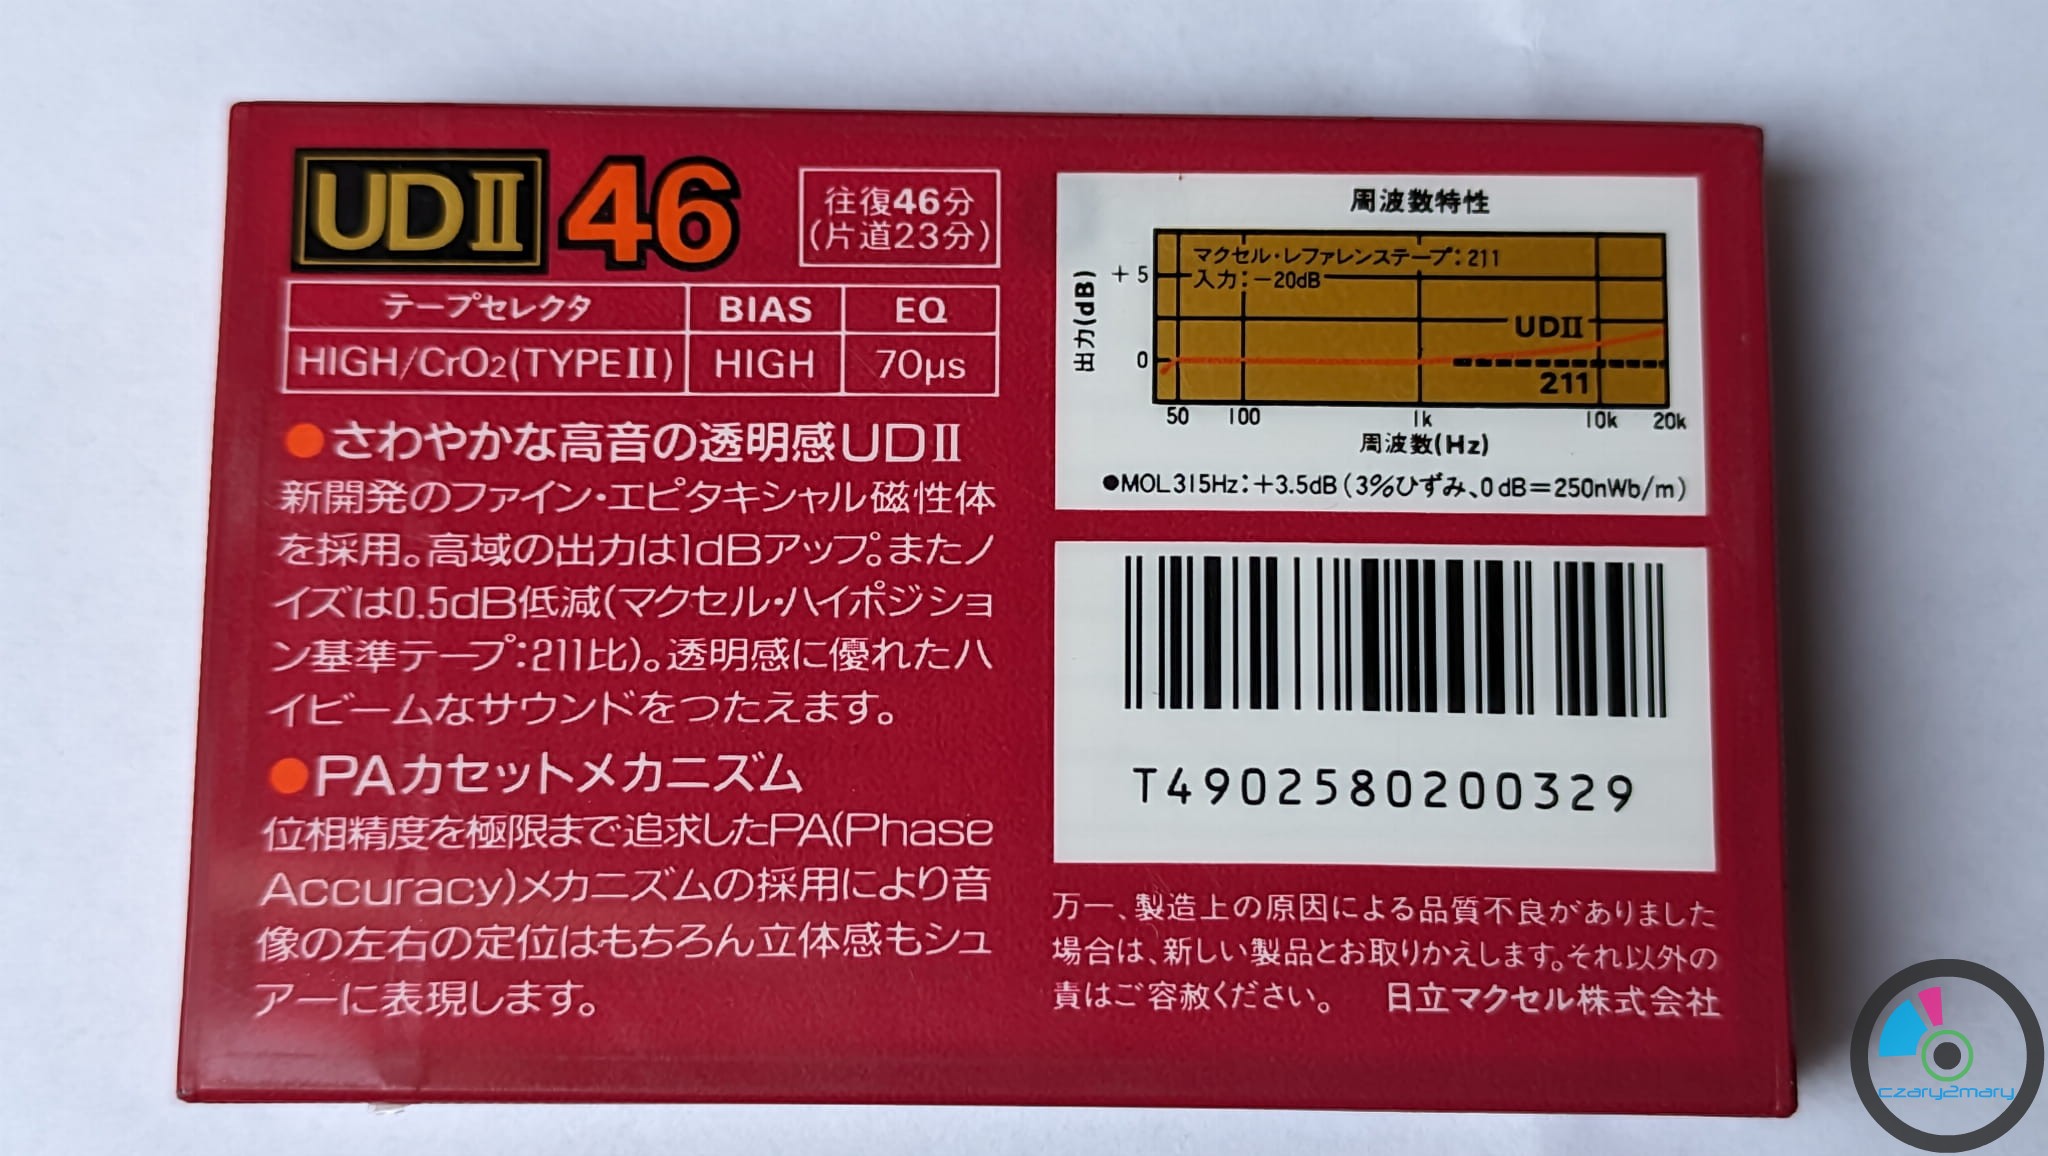 UDⅡ 46
往復46分
(片道23分)
テープセレクタ BIAS EQ
HIGH/CrO2(TYPEⅡ) HIGH 70μs
●さわやかな高音の透明感UDⅡ
新開発のファイン・エピタキシャル磁性体
を採用。高域の出力は1dBアップ。またノ
イズは0.5dB低減(マクセル・ハイポジショ
ン基準テープ:211比)。透明感に優れたハ
イビームなサウンドをつたえます。
●PAカセットメカニズム
位相精度を極限まで追求したPA(Phase
Accuracy)メカニズムの採用により音
像の左右の定位はもちろん立体感もシュ
アーに表現します。
周波数特性
マクセル・レファレンステープ:211
入力:-20dB
出力(dB)
+5
0
UDⅡ
211
50 100 1k 10k 20k
周波数(Hz)
●MOL315Hz:+3.5dB(3%ひずみ、0dB=250nWb/m)
T4902580200329
万一、製造上の原因による品質不良がありました
場合は、新しい製品とお取りかえします。それ以外の
責はご容赦ください。 日立マクセル株式会社
czary2mary